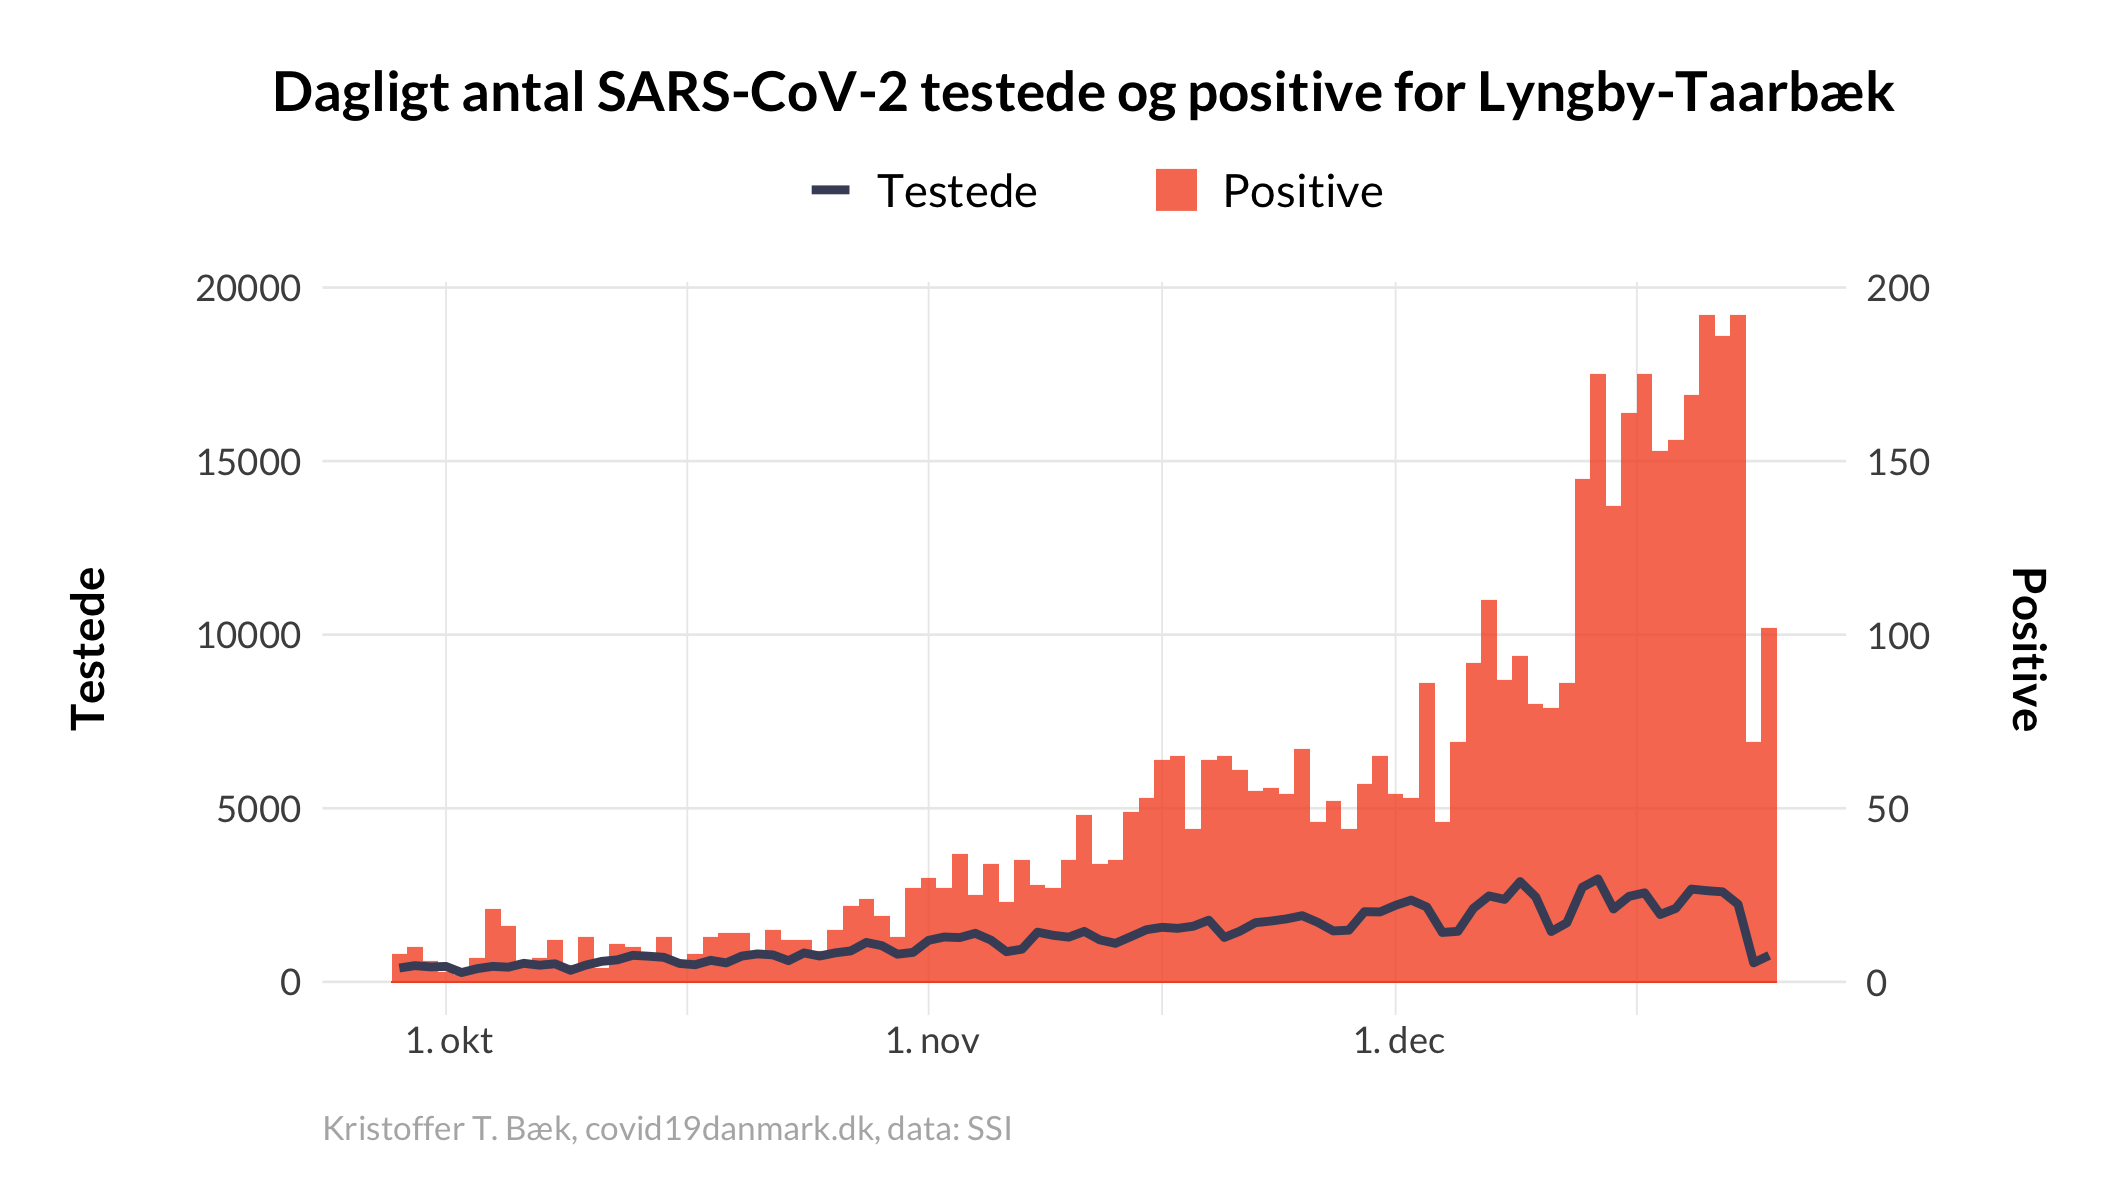 Dagligt antal SARS-CoV-2 testede og positive for Lyngby-Taarbæk
Testede
Positive
20000
15000
10000
5000
0
Testede
200
150
100
50
0
Positive
1. okt
1. nov
1. dec
Kristoffer T. Bæk, covid19danmark.dk, data: SSI